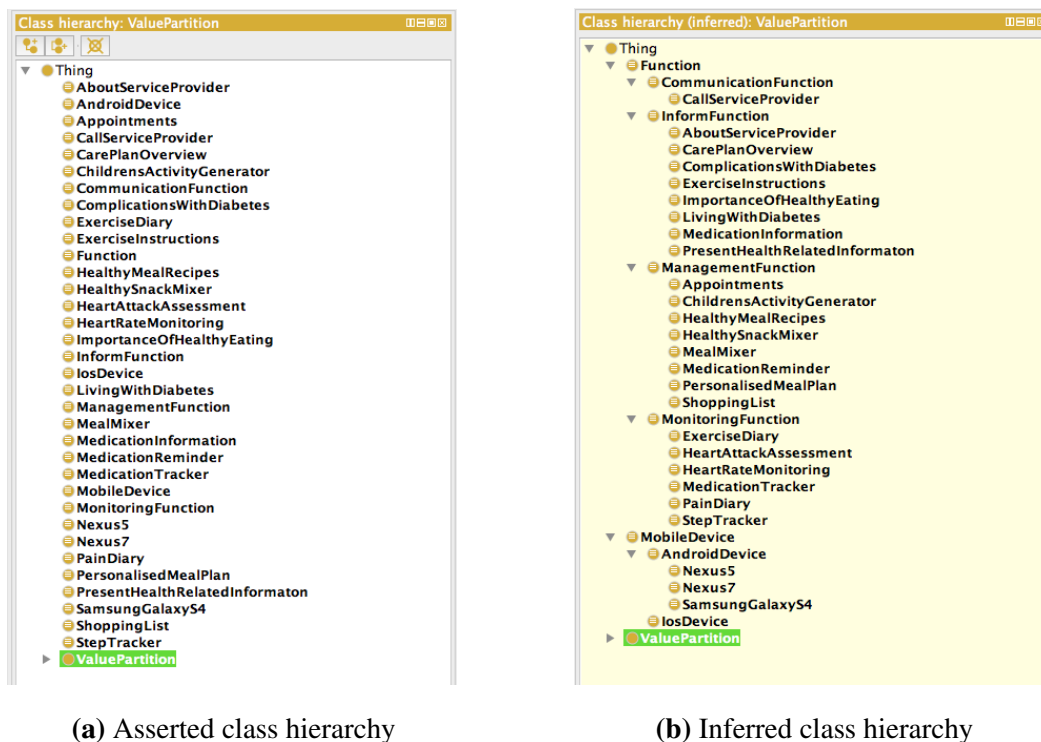 Class hierarchy: ValuePartition
Thing
AboutServiceProvider
AndroidDevice
Appointments
CallServiceProvider
CarePlanOverview
ChildrensActivityGenerator
CommunicationFunction
ComplicationsWithDiabetes
ExerciseDiary
ExerciseInstructions
Function
HealthyMealRecipes
HealthySnackMixer
HeartAttackAssessment
HeartRateMonitoring
ImportanceOfHealthyEating
InformFunction
IosDevice
LivingWithDiabetes
ManagementFunction
MealMixer
MedicationInformation
MedicationReminder
MedicationTracker
MobileDevice
MonitoringFunction
Nexus5
Nexus7
PainDiary
PersonalisedMealPlan
PresentHealthRelatedInformaton
SamsungGalaxyS4
ShoppingList
StepTracker
ValuePartition
(a) Asserted class hierarchy
Class hierarchy (inferred): ValuePartition
Thing
Function
CommunicationFunction
CallServiceProvider
InformFunction
AboutServiceProvider
CarePlanOverview
ComplicationsWithDiabetes
ExerciseInstructions
ImportanceOfHealthyEating
LivingWithDiabetes
MedicationInformation
PresentHealthRelatedInformaton
ManagementFunction
Appointments
ChildrensActivityGenerator
HealthyMealRecipes
HealthySnackMixer
MealMixer
MedicationReminder
PersonalisedMealPlan
ShoppingList
MonitoringFunction
ExerciseDiary
HeartAttackAssessment
HeartRateMonitoring
MedicationTracker
PainDiary
StepTracker
MobileDevice
AndroidDevice
Nexus5
Nexus7
SamsungGalaxyS4
IosDevice
ValuePartition
(b) Inferred class hierarchy